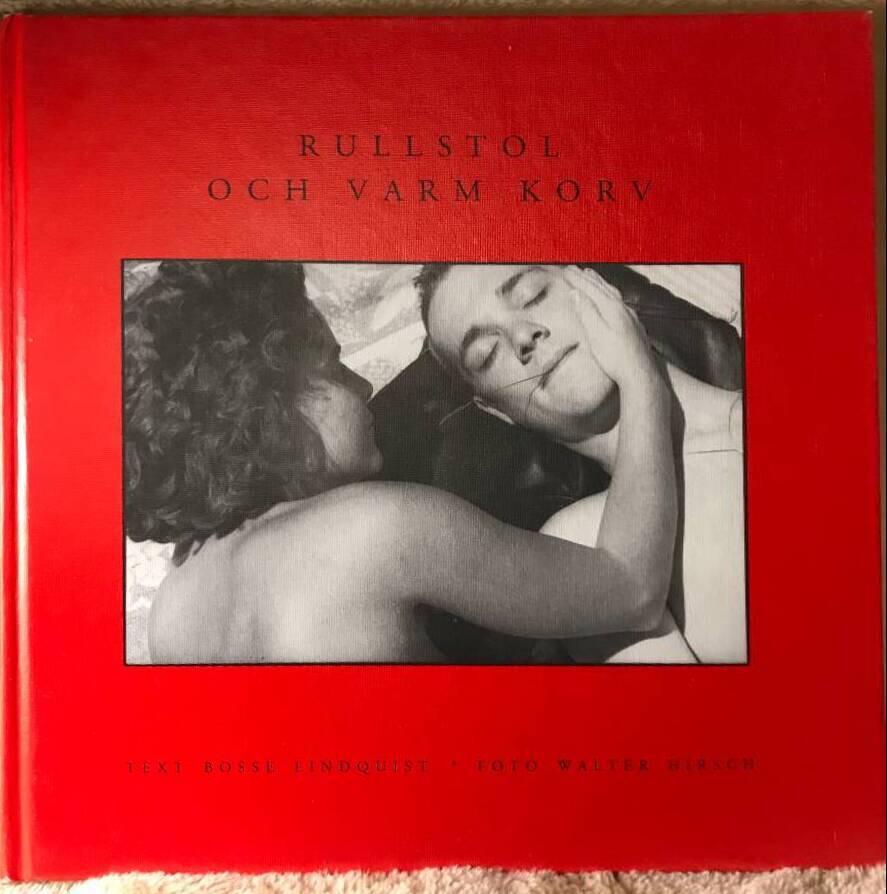 RULLSTOL
OCH VARM KORV
TEXT BOSSE LINDQUIST * FOTO WALTER HIRSCH